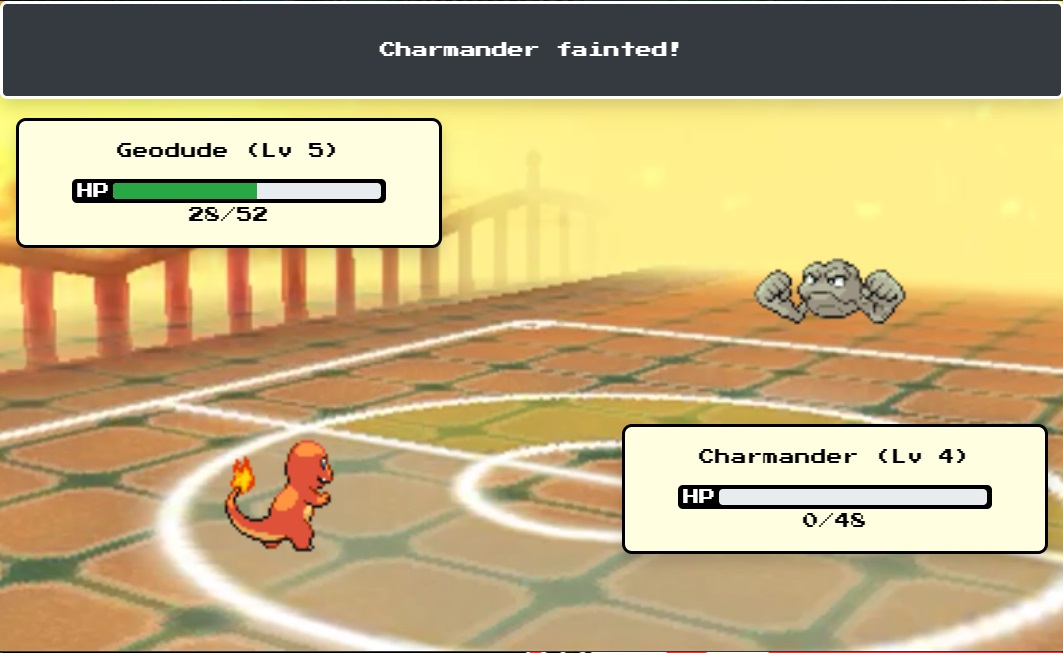 Charmander fainted!
Geodude (Lv 5)
HP
28/52
Charmander (Lv 4)
HP
0/48